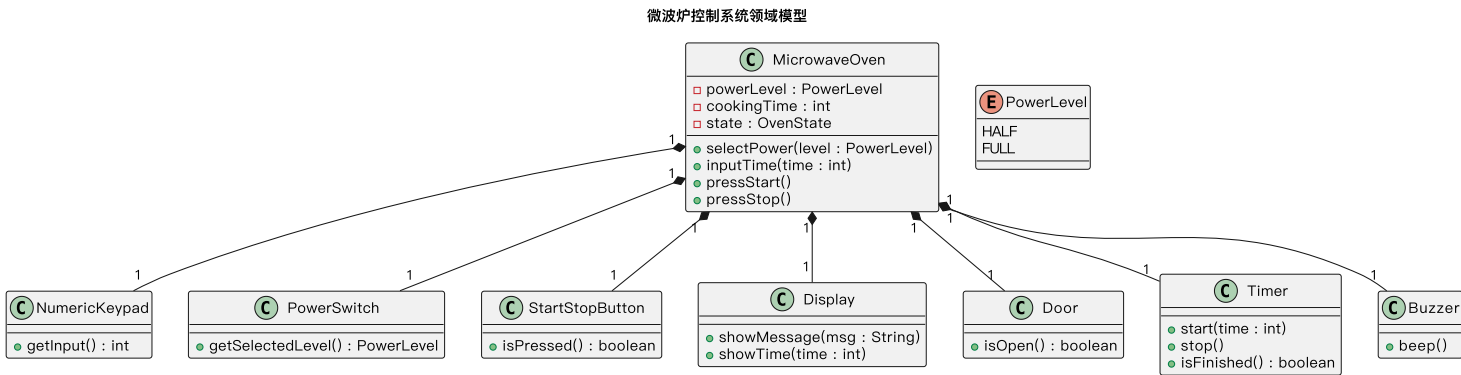 微波炉控制系统领域模型
C MicrowaveOven
powerLevel : PowerLevel
cookingTime : int
state : OvenState
selectPower(level : PowerLevel)
inputTime(time : int)
pressStart()
pressStop()
E PowerLevel
HALF
FULL
1
1
1
1
1
1
1
1
1
1
1
1
1
1
C NumericKeypad
getInput() : int
C PowerSwitch
getSelectedLevel() : PowerLevel
C StartStopButton
isPressed() : boolean
C Display
showMessage(msg : String)
showTime(time : int)
C Door
isOpen() : boolean
C Timer
start(time : int)
stop()
isFinished() : boolean
C Buzzer
beep()